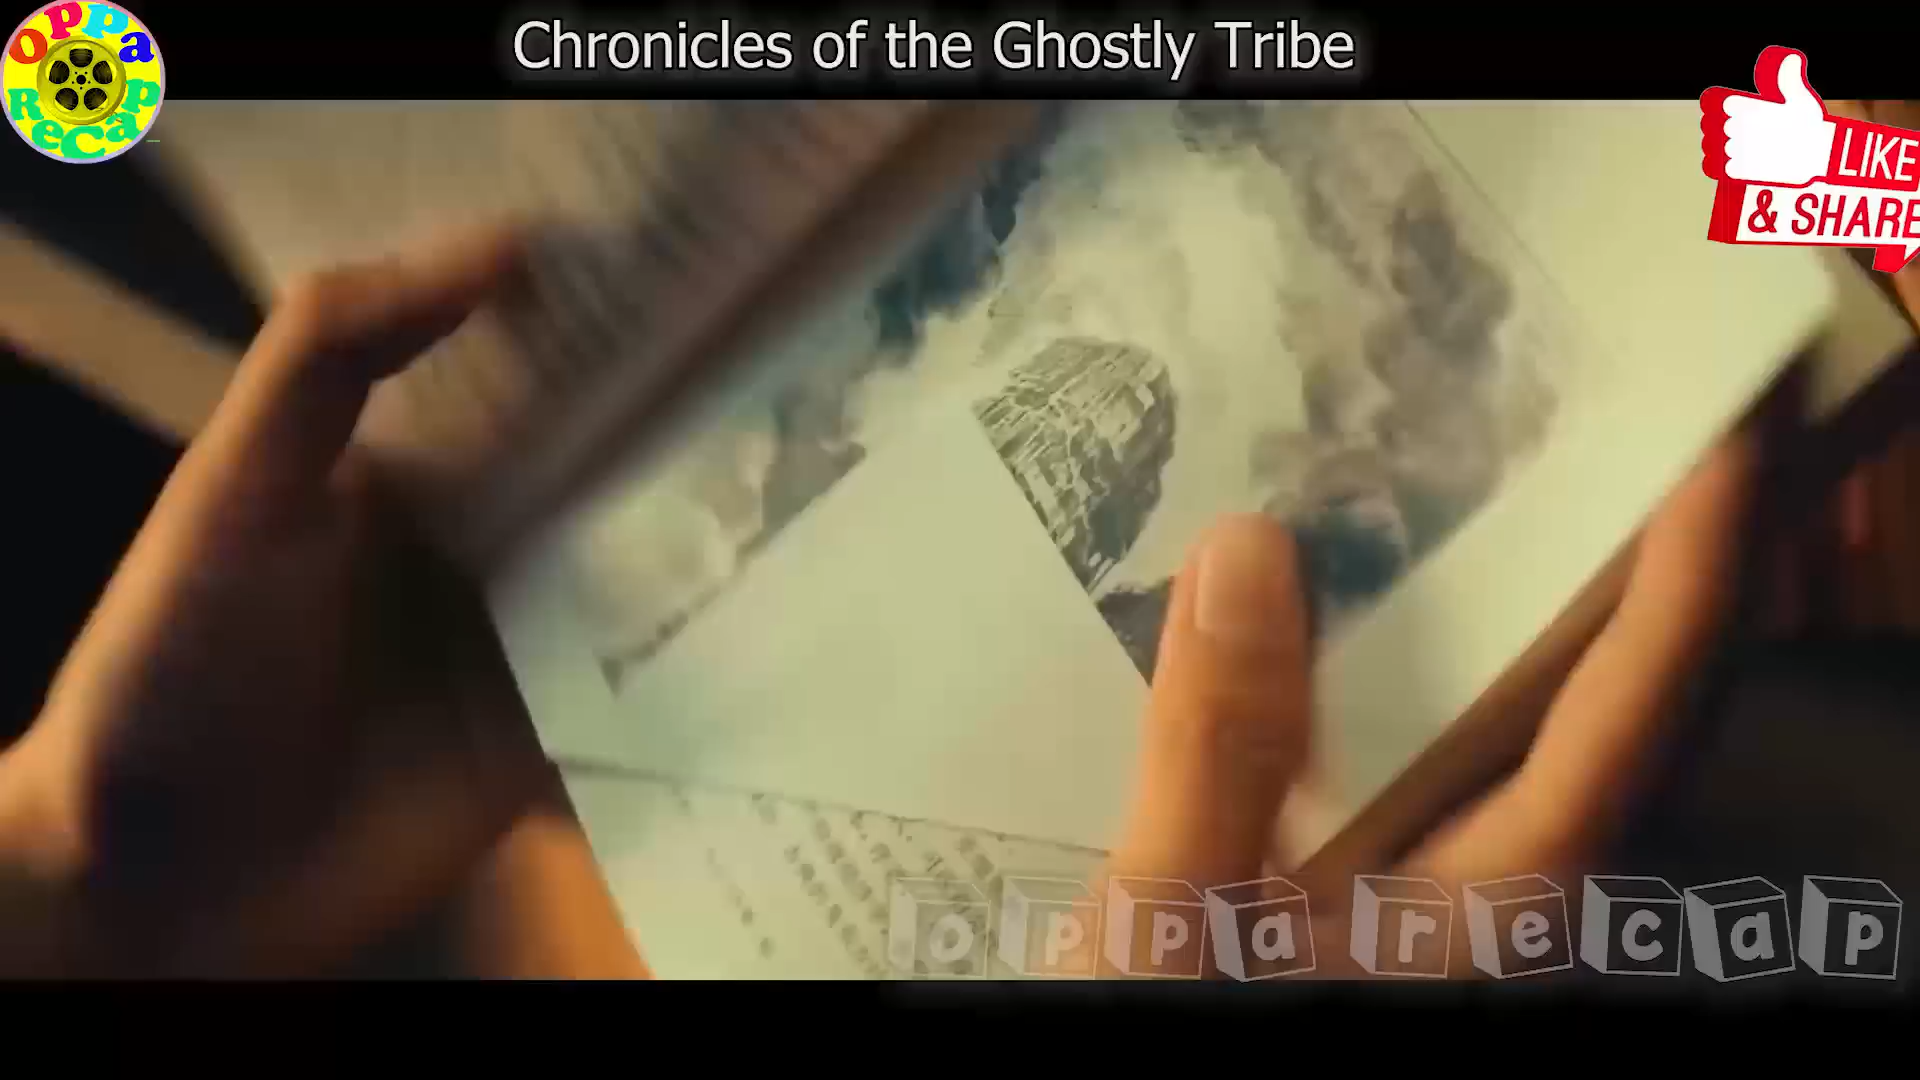 Chronicles of the Ghostly Tribe
oppa
Recap
LIKE
& SHARE
oppa recap